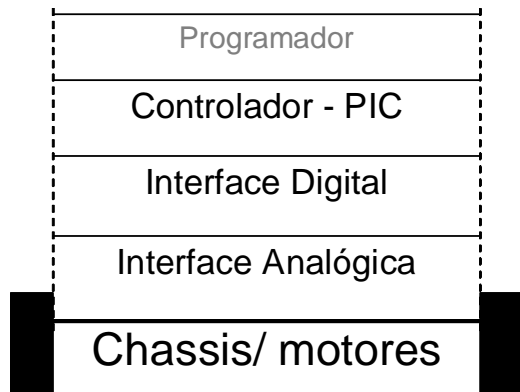 Programador
Controlador - PIC
Interface Digital
Interface Analógica
Chassis/ motores